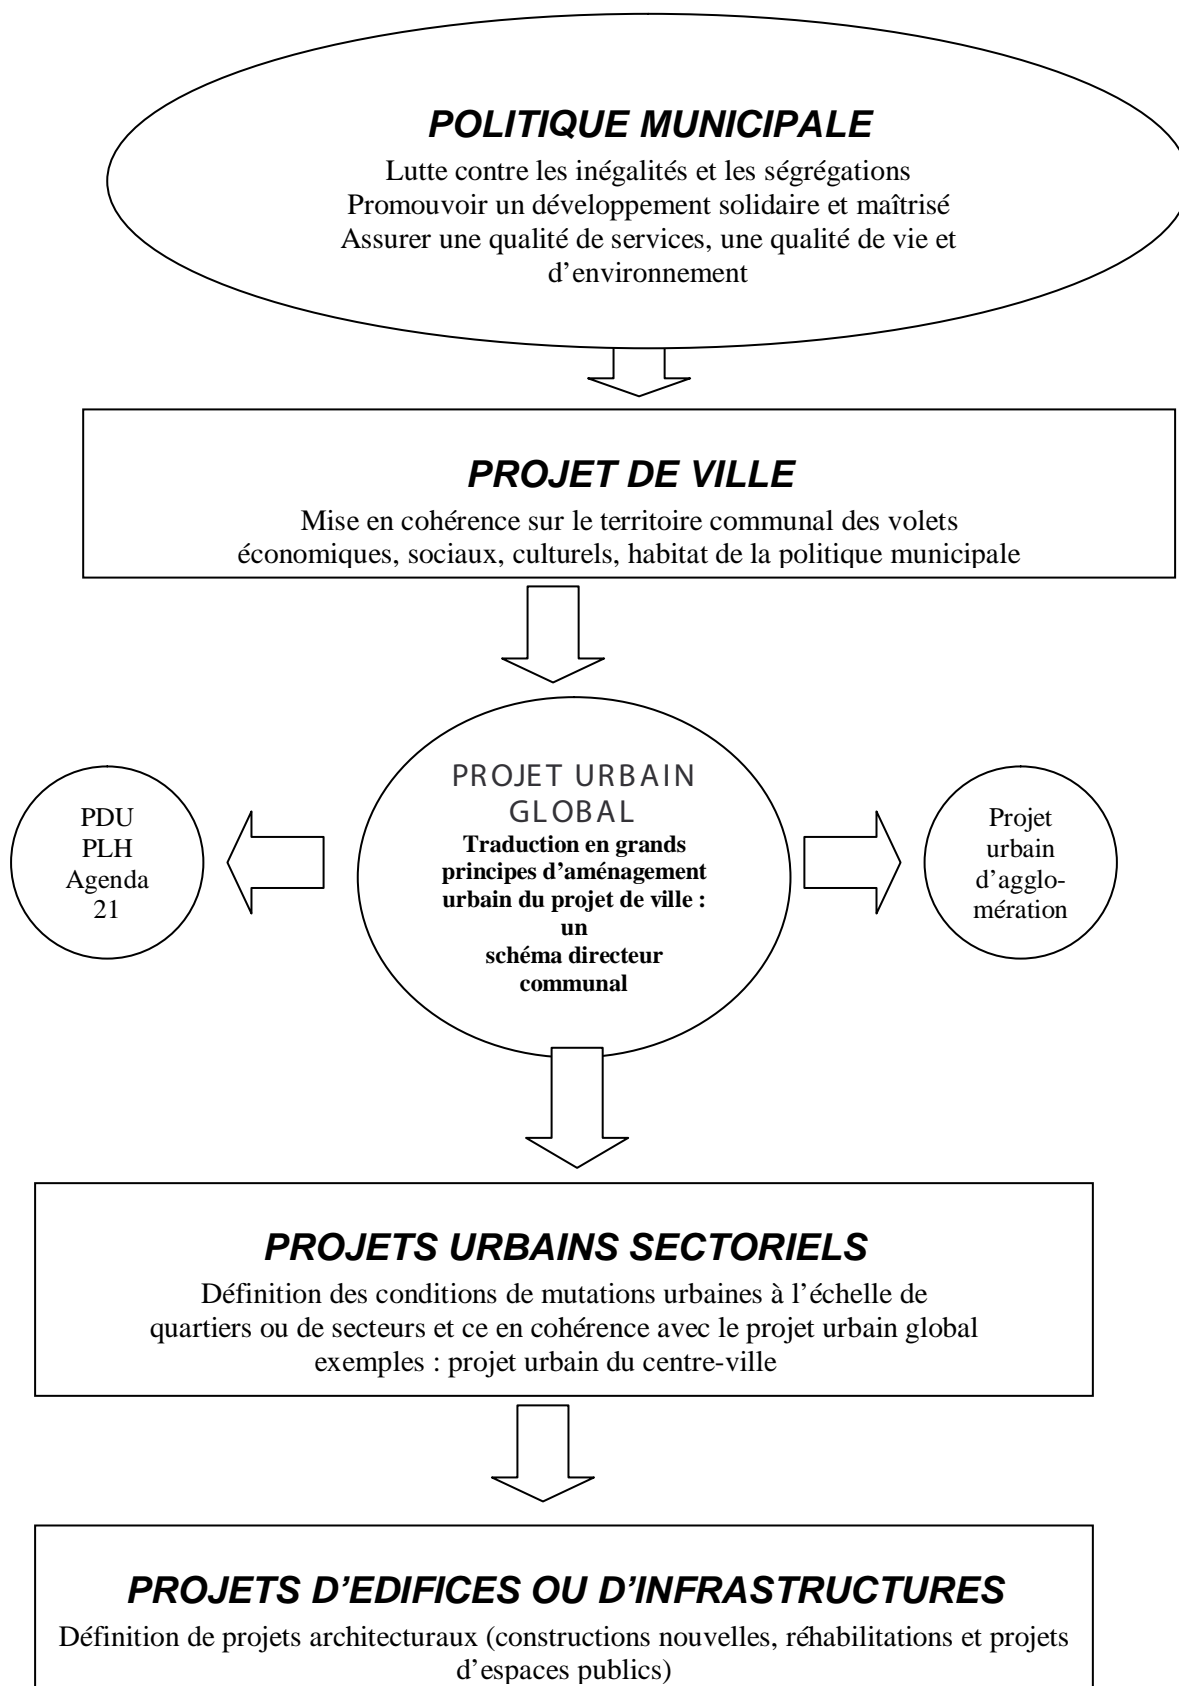 POLITIQUE MUNICIPALE
Lutte contre les inégalités et les ségrégations
Promouvoir un développement solidaire et maîtrisé
Assurer une qualité de services, une qualité de vie et
d’environnement
PROJET DE VILLE
Mise en cohérence sur le territoire communal des volets
économiques, sociaux, culturels, habitat de la politique municipale
PROJET URBAIN
GLOBAL
Traduction en grands
principes d’aménagement
urbain du projet de ville :
un
schéma directeur
communal
PDU
PLH
Agenda
21
Projet
urbain
d’agglo-
mération
PROJETS URBAINS SECTORIELS
Définition des conditions de mutations urbaines à l’échelle de
quartiers ou de secteurs et ce en cohérence avec le projet urbain global
exemples : projet urbain du centre-ville
PROJETS D’EDIFICES OU D’INFRASTRUCTURES
Définition de projets architecturaux (constructions nouvelles, réhabilitations et projets
d’espaces publics)